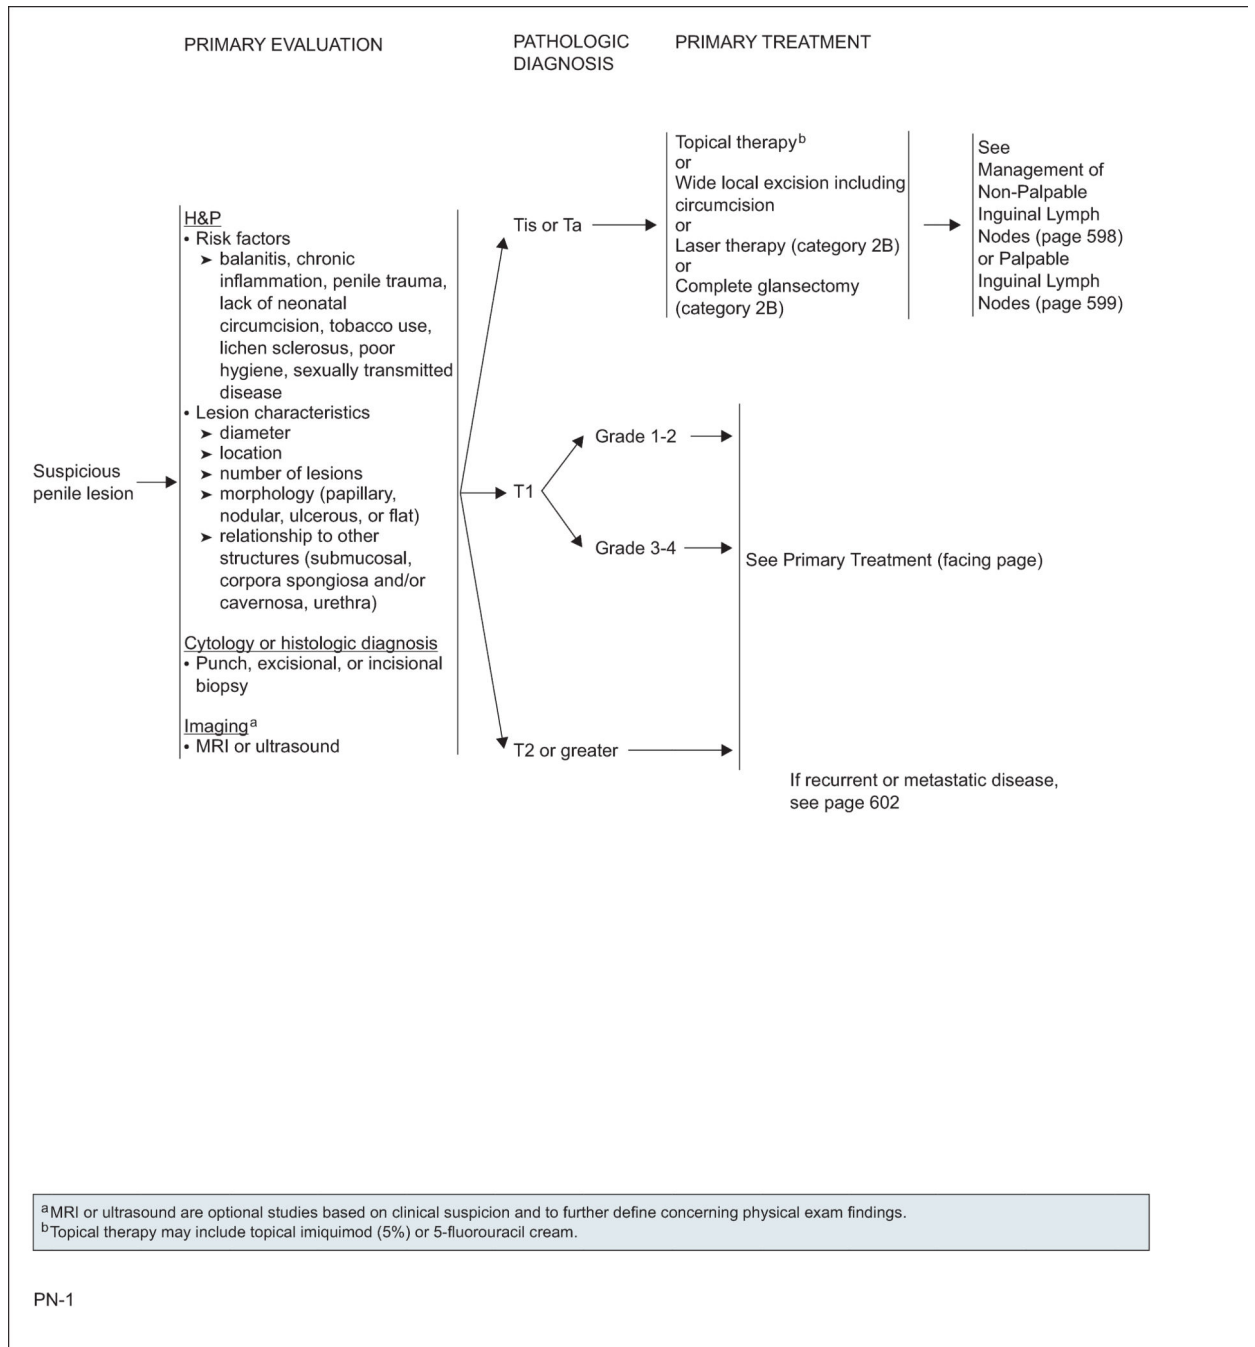 PRIMARY EVALUATION
PATHOLOGIC
DIAGNOSIS
PRIMARY TREATMENT
Suspicious
penile lesion
H&P
• Risk factors
➤ balanitis, chronic
inflammation, penile trauma,
lack of neonatal
circumcision, tobacco use,
lichen sclerosus, poor
hygiene, sexually transmitted
disease
• Lesion characteristics
➤ diameter
➤ location
➤ number of lesions
➤ morphology (papillary,
nodular, ulcerous, or flat)
➤ relationship to other
structures (submucosal,
corpora spongiosa and/or
cavernosa, urethra)
Cytology or histologic diagnosis
• Punch, excisional, or incisional
biopsy
Imaging a
• MRI or ultrasound
Tis or Ta
Topical therapy b
or
Wide local excision including
circumcision
or
Laser therapy (category 2B)
or
Complete glansectomy
(category 2B)
See
Management of
Non-Palpable
Inguinal Lymph
Nodes (page 598)
or Palpable
Inguinal Lymph
Nodes (page 599)
T1
Grade 1-2
Grade 3-4
T2 or greater
See Primary Treatment (facing page)
If recurrent or metastatic disease,
see page 602
a MRI or ultrasound are optional studies based on clinical suspicion and to further define concerning physical exam findings.
b Topical therapy may include topical imiquimod (5%) or 5-fluorouracil cream.
PN-1